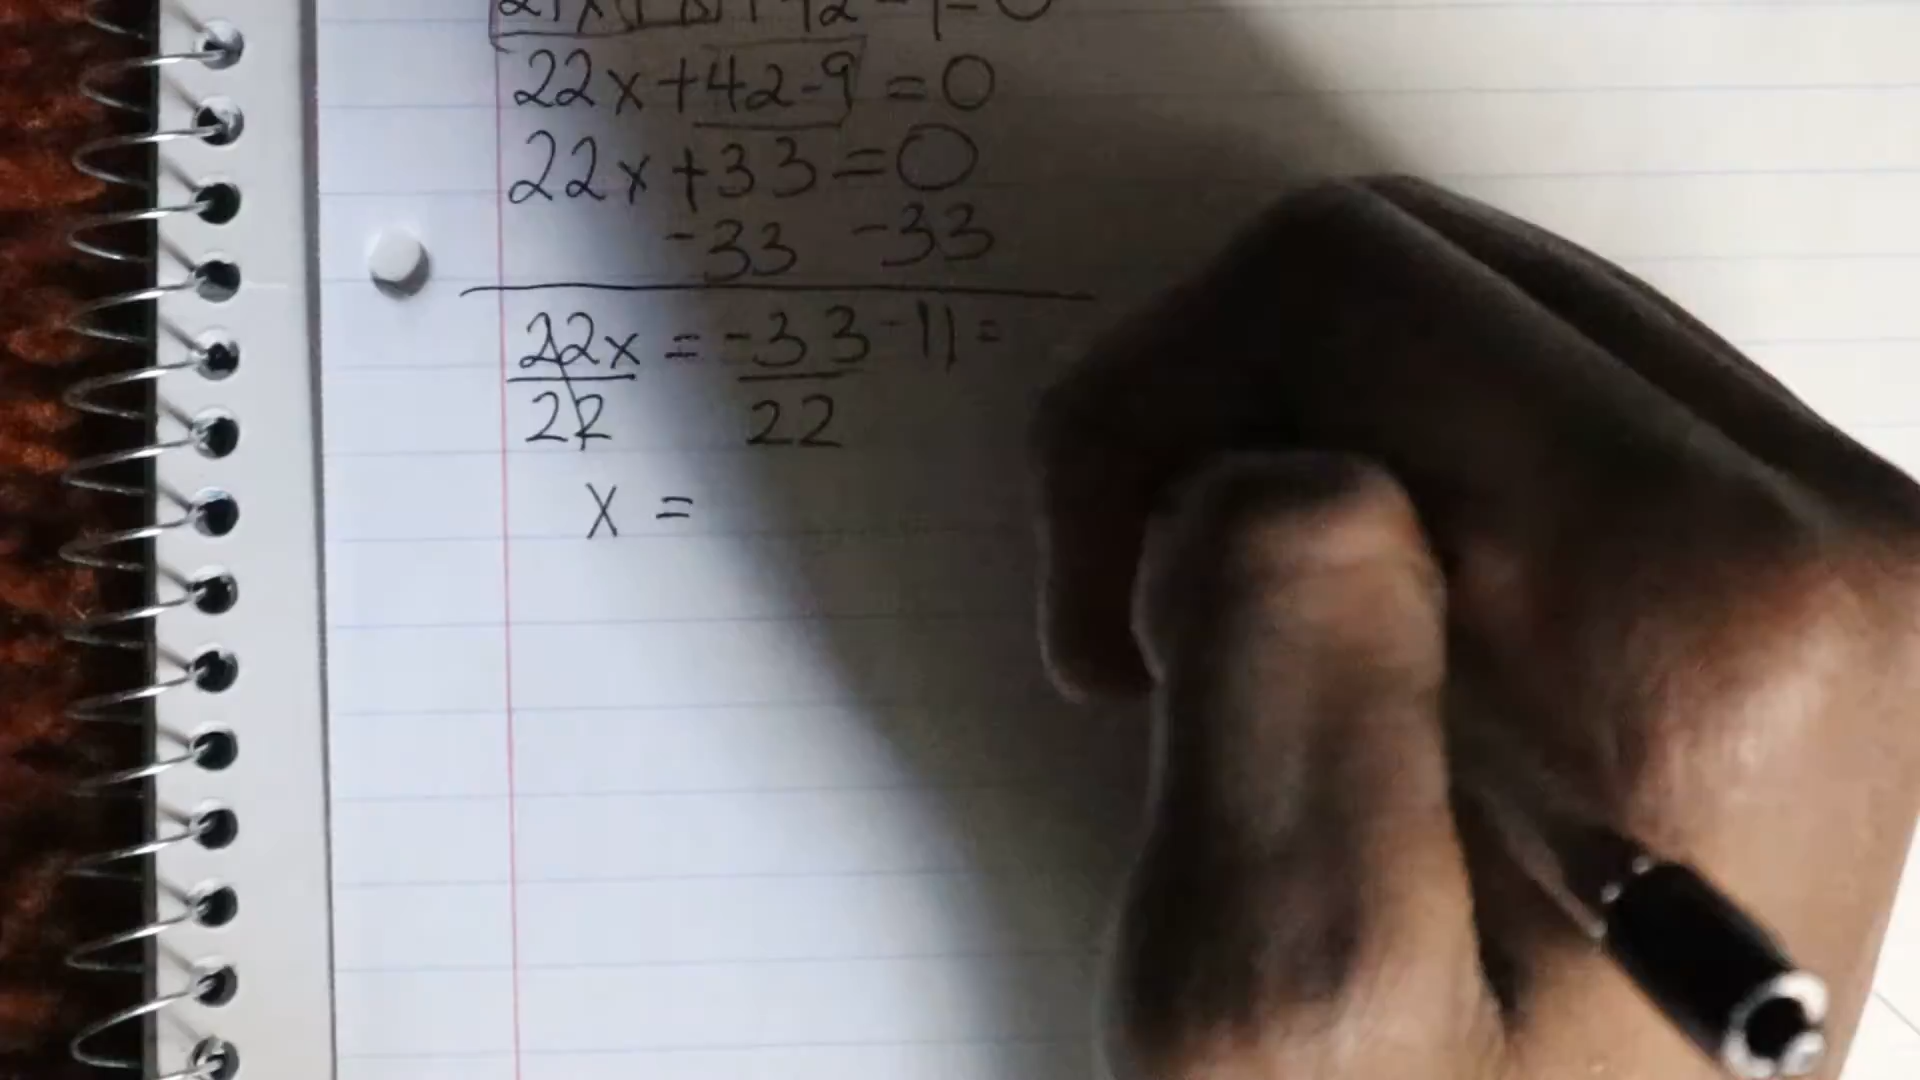 22x+42-9=0
22x+33=0
-33 -33
22x = -33 -11=
22 22
x =